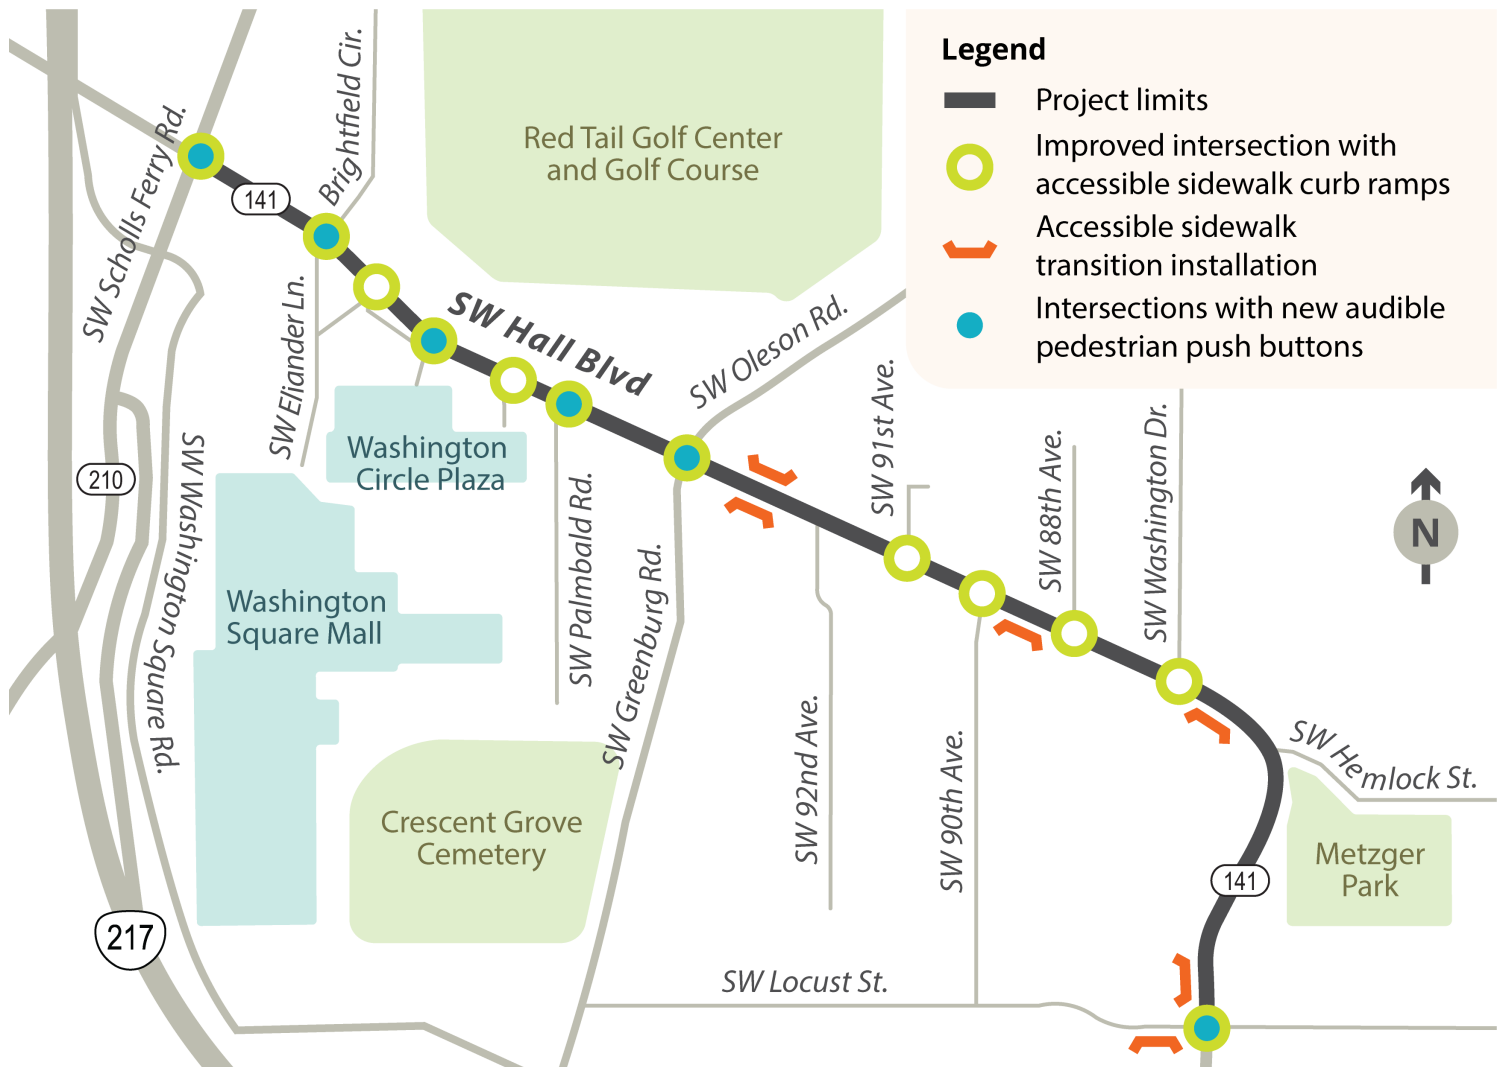 Legend
Project limits
Improved intersection with
accessible sidewalk curb ramps
Accessible sidewalk
transition installation
Intersections with new audible
pedestrian push buttons
SW Scholls Ferry Rd.
141
Brightfield Cir.
Red Tail Golf Center
and Golf Course
SW Eliander Ln.
SW Hall Blvd
SW Oleson Rd.
Washington
Circle Plaza
210
SW Washington Square Rd.
Washington
Square Mall
SW Palmbald Rd.
SW Greenburg Rd.
SW 91st Ave.
SW 88th Ave.
SW Washington Dr.
N
SW 92nd Ave.
SW 90th Ave.
SW Hemlock St.
Crescent Grove
Cemetery
Metzger
Park
141
217
SW Locust St.